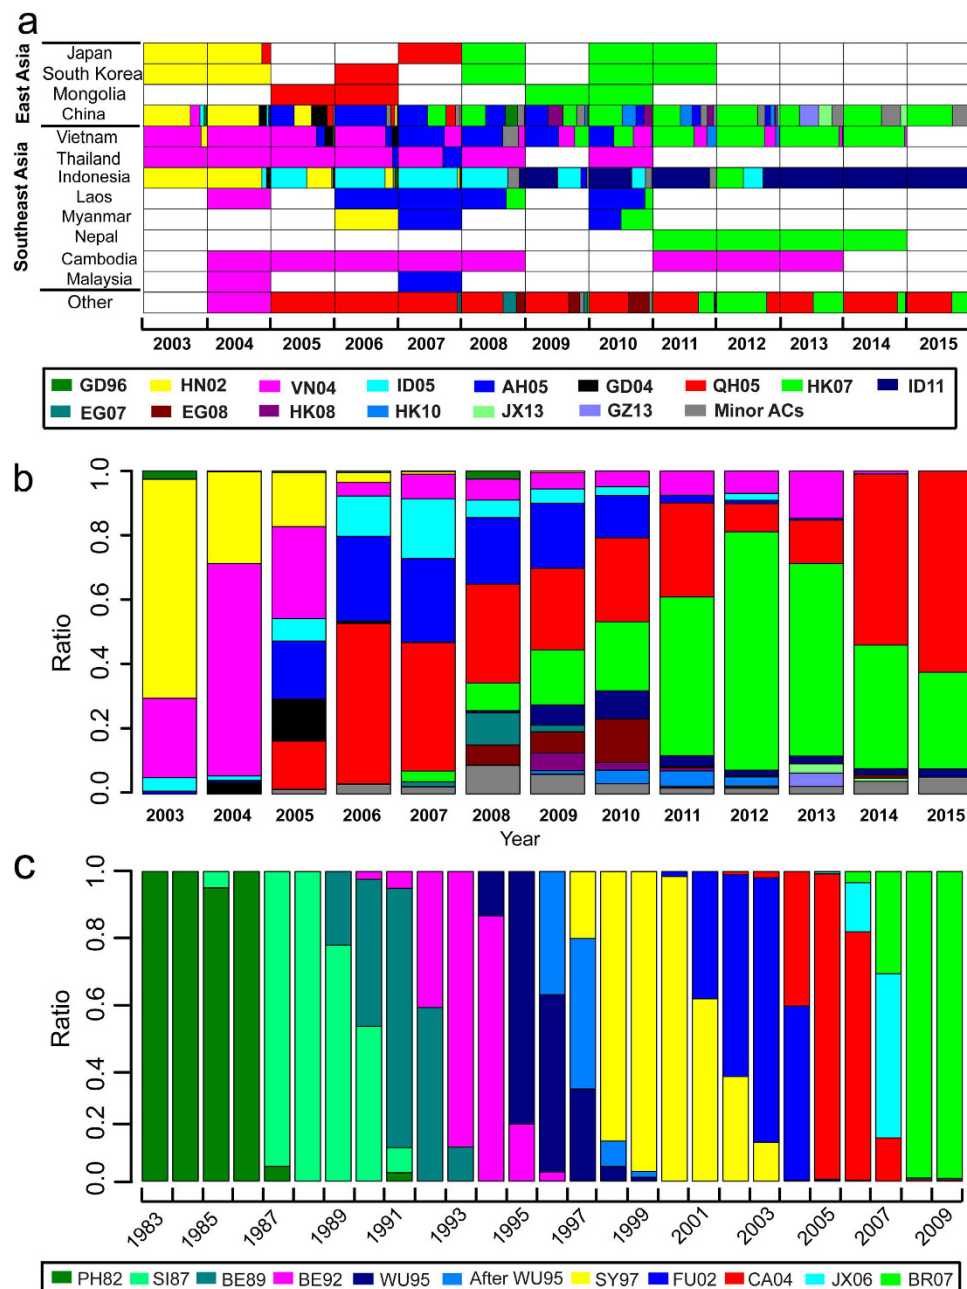 a
East Asia
Southeast Asia
Japan
South Korea
Mongolia
China
Vietnam
Thailand
Indonesia
Laos
Myanmar
Nepal
Cambodia
Malaysia
Other
2003 2004 2005 2006 2007 2008 2009 2010 2011 2012 2013 2014 2015
GD96 HN02 VN04 ID05 AH05 GD04 QH05 HK07 ID11
EG07 EG08 HK08 HK10 JX13 GZ13 Minor ACs
b
Ratio
1.0
0.8
0.6
0.4
0.2
0.0
2003 2004 2005 2006 2007 2008 2009 2010 2011 2012 2013 2014 2015
Year
c
Ratio
1.0
0.8
0.6
0.4
0.2
0.0
1983 1985 1987 1989 1991 1993 1995 1997 1999 2001 2003 2005 2007 2009
PH82 SI87 BE89 BE92 WU95 After WU95 SY97 FU02 CA04 JX06 BR07